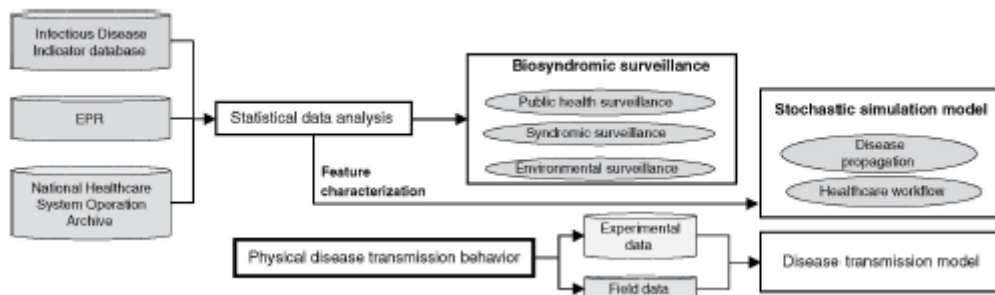 Infectious Disease
Indicator database
EPR
National Healthcare
System Operation
Archive
Statistical data analysis
Feature
characterization
Biosyndromic surveillance
Public health surveillance
Syndromic surveillance
Environmental surveillance
Stochastic simulation model
Disease
propagation
Healthcare workflow
Physical disease transmission behavior
Experimental
data
Field data
Disease transmission model